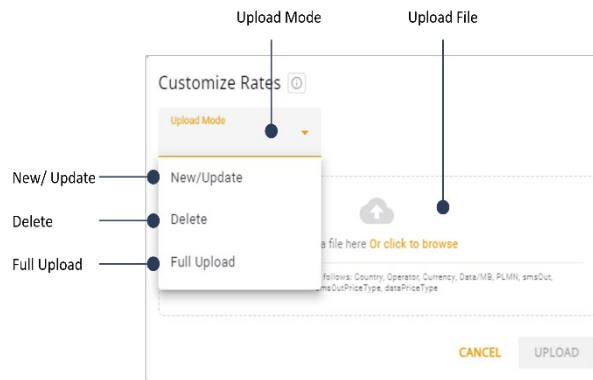 Upload Mode
Upload File
Customize Rates
Upload Mode
New/ Update
New/Update
Delete
Delete
a file here Or click to browse
Full Upload
Full Upload
follows: Country, Operator, Currency, Data/MB, PLMN, smsOut,
smsOutPriceType, dataPriceType
CANCEL
UPLOAD